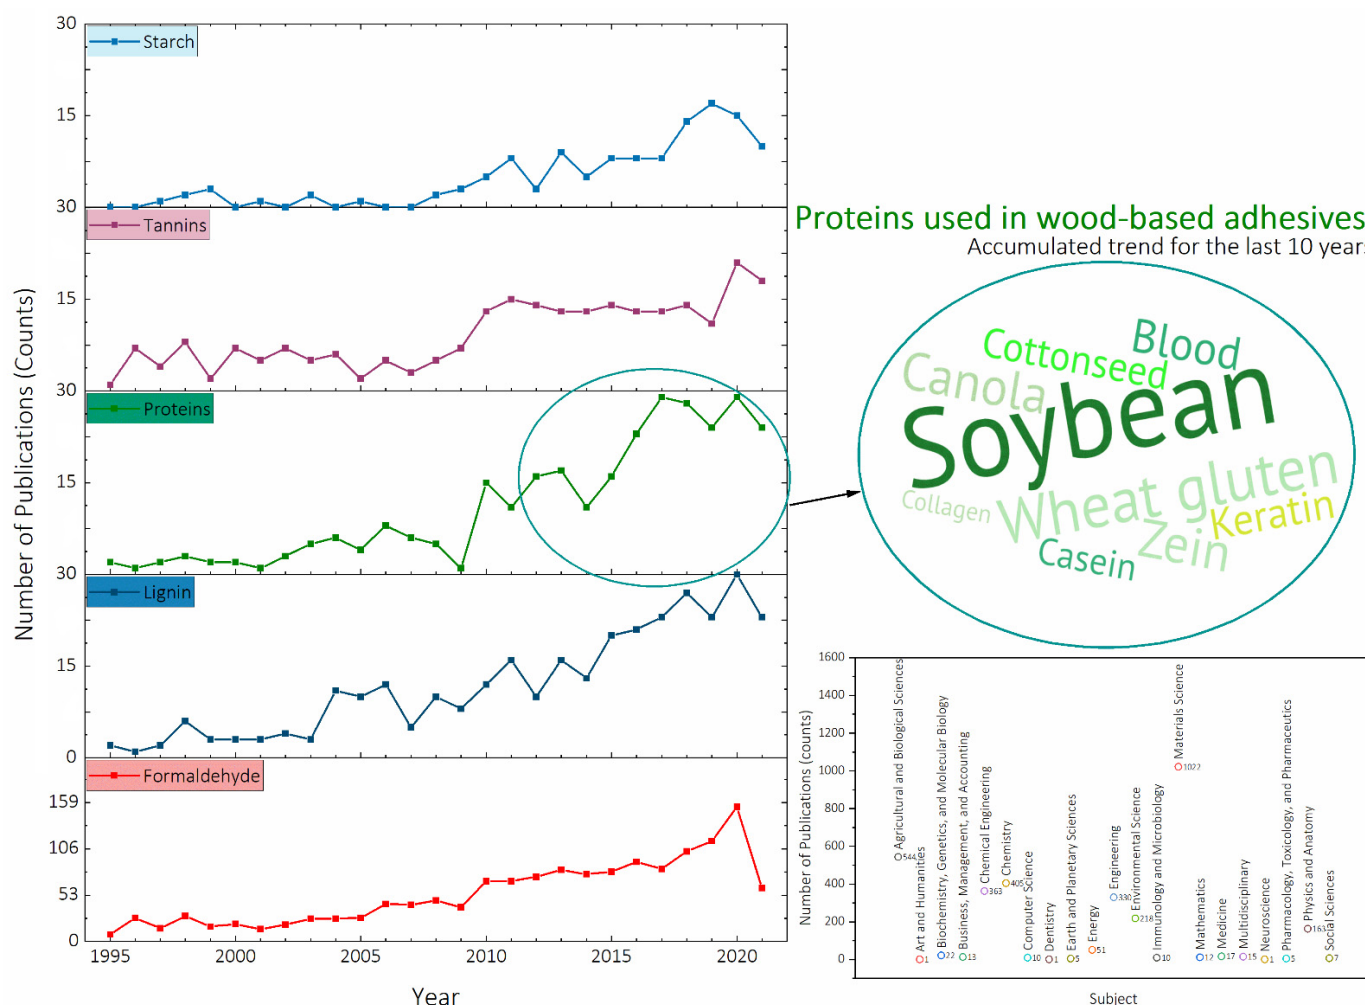 30
Starch
15
30
Tannins
15
30
Proteins
15
30
Lignin
15
0
Formaldehyde
159
106
53
0
1995
2000
2005
2010
2015
2020
Year
Number of Publications (Counts)
Proteins used in wood-based adhesives
Accumulated trend for the last 10 years
Cottonseed
Blood
Canola
Soybean
Collagen
Wheat gluten
Keratin
Casein
Zein
1600
1400
1200
1000
800
600
400
200
0
Number of Publications (counts)
Agricultural and Biological Sciences
544
Art and Humanities
1
Biochemistry, Genetics, and Molecular Biology
22
Business, Management, and Accounting
13
Chemical Engineering
363
Chemistry
405
Computer Science
10
Dentistry
1
Earth and Planetary Sciences
5
Energy
51
Engineering
330
Environmental Science
218
Immunology and Microbiology
10
Materials Science
1022
Mathematics
12
Medicine
17
Multidisciplinary
15
Neuroscience
1
Pharmacology, Toxicology, and Pharmaceutics
5
Physics and Anatomy
163
Social Sciences
7
Subject